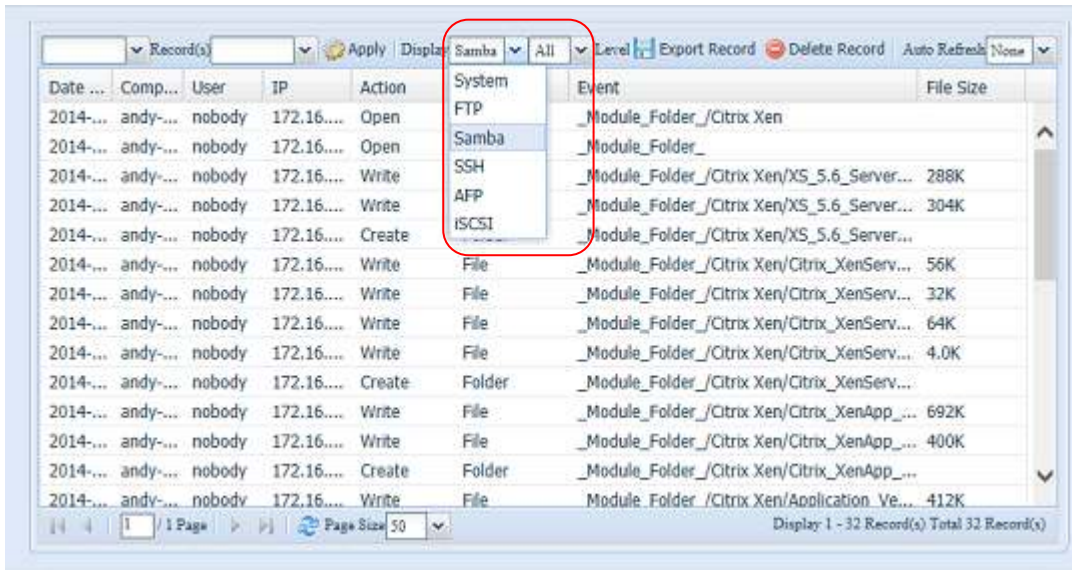 Record(s) Apply Display Samba All Level Export Record Delete Record Auto Refresh None
Date ... Comp... User IP Action Event File Size
System
FTP
Samba
SSH
AFP
iSCSI
2014-... andy-... nobody 172.16.... Open _Module_Folder_/Citrix Xen
2014-... andy-... nobody 172.16.... Open _Module_Folder_
2014-... andy-... nobody 172.16.... Write _Module_Folder_/Citrix Xen/XS_5.6_Server... 288K
2014-... andy-... nobody 172.16.... Write _Module_Folder_/Citrix Xen/XS_5.6_Server... 304K
2014-... andy-... nobody 172.16.... Create _Module_Folder_/Citrix Xen/XS_5.6_Server...
2014-... andy-... nobody 172.16.... Write File _Module_Folder_/Citrix Xen/Citrix_XenServ... 56K
2014-... andy-... nobody 172.16.... Write File _Module_Folder_/Citrix Xen/Citrix_XenServ... 32K
2014-... andy-... nobody 172.16.... Write File _Module_Folder_/Citrix Xen/Citrix_XenServ... 64K
2014-... andy-... nobody 172.16.... Write File _Module_Folder_/Citrix Xen/Citrix_XenServ... 4.0K
2014-... andy-... nobody 172.16.... Create Folder _Module_Folder_/Citrix Xen/Citrix_XenServ...
2014-... andy-... nobody 172.16.... Write File _Module_Folder_/Citrix Xen/Citrix_XenApp_... 692K
2014-... andy-... nobody 172.16.... Write File _Module_Folder_/Citrix Xen/Citrix_XenApp_... 400K
2014-... andy-... nobody 172.16.... Create Folder _Module_Folder_/Citrix Xen/Citrix_XenApp_...
2014-... andy-... nobody 172.16.... Write File _Module_Folder_/Citrix Xen/Application_Ve... 412K
1 / 1 Page Page Size 50 Display 1 - 32 Record(s) Total 32 Record(s)